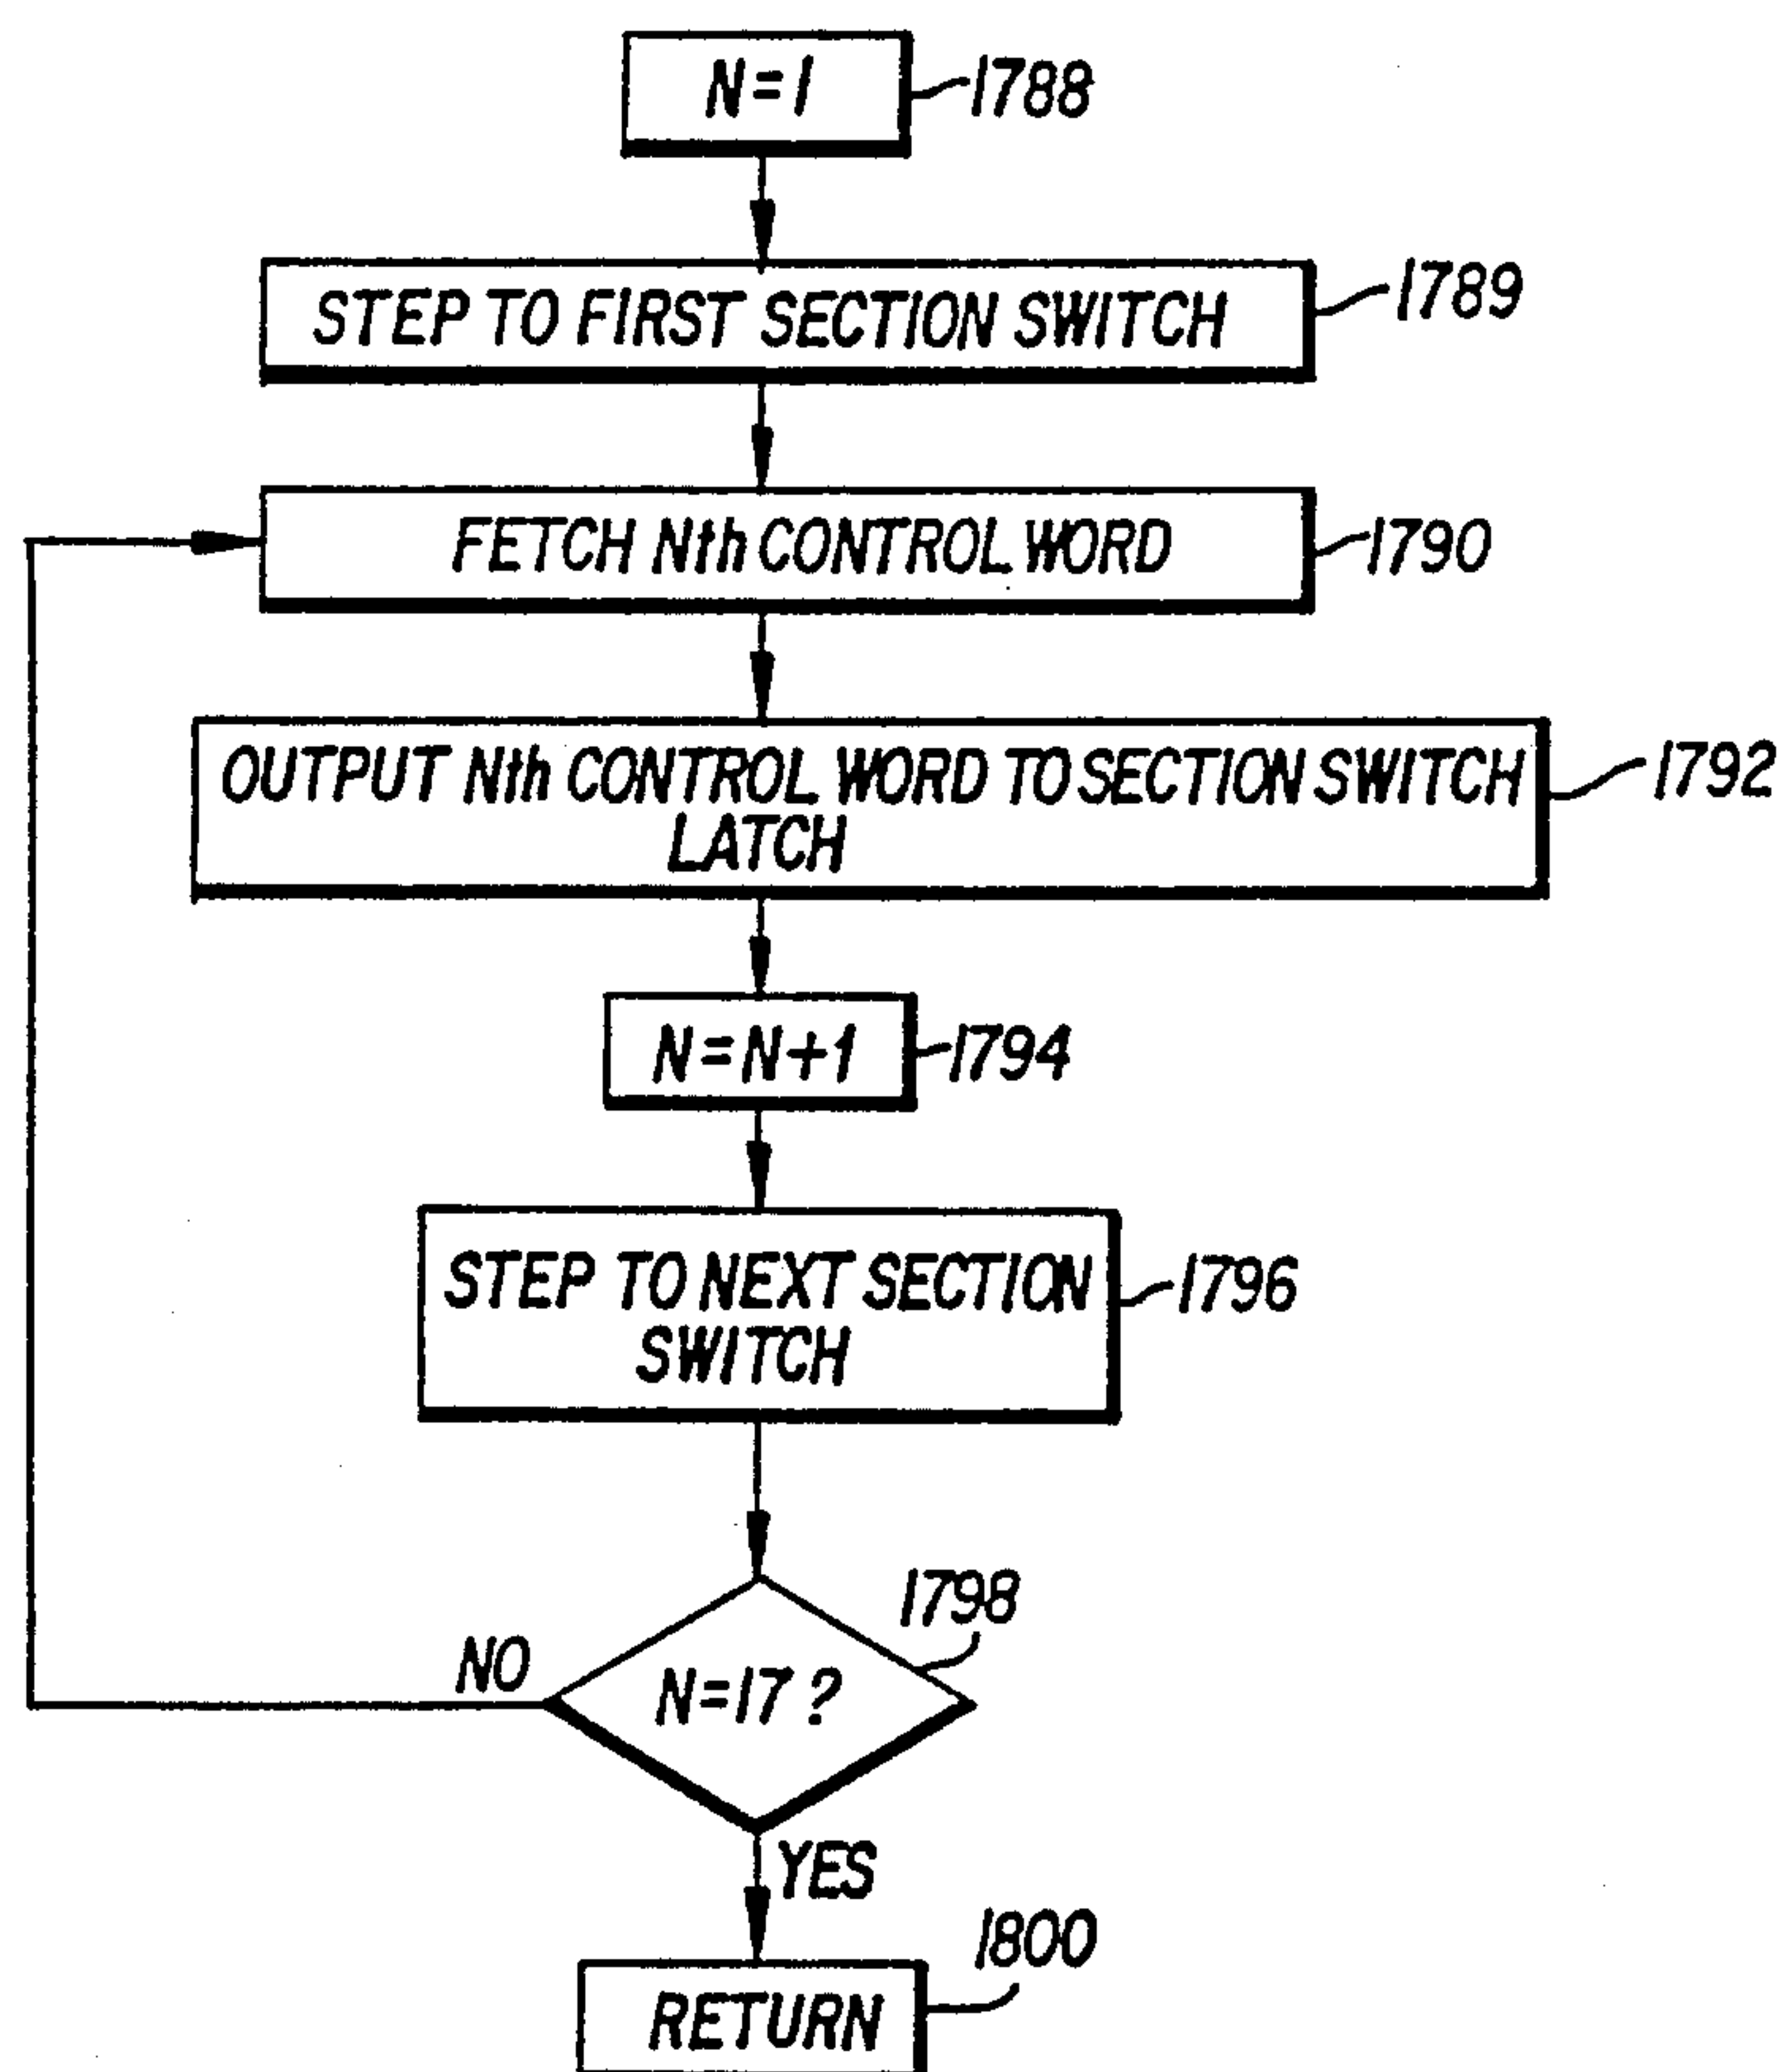 N=1
1788
STEP TO FIRST SECTION SWITCH
1789
FETCH Nth CONTROL WORD
1790
OUTPUT Nth CONTROL WORD TO SECTION SWITCH
LATCH
1792
N=N+1
1794
STEP TO NEXT SECTION
SWITCH
1796
1798
NO
N=17?
YES
1800
RETURN